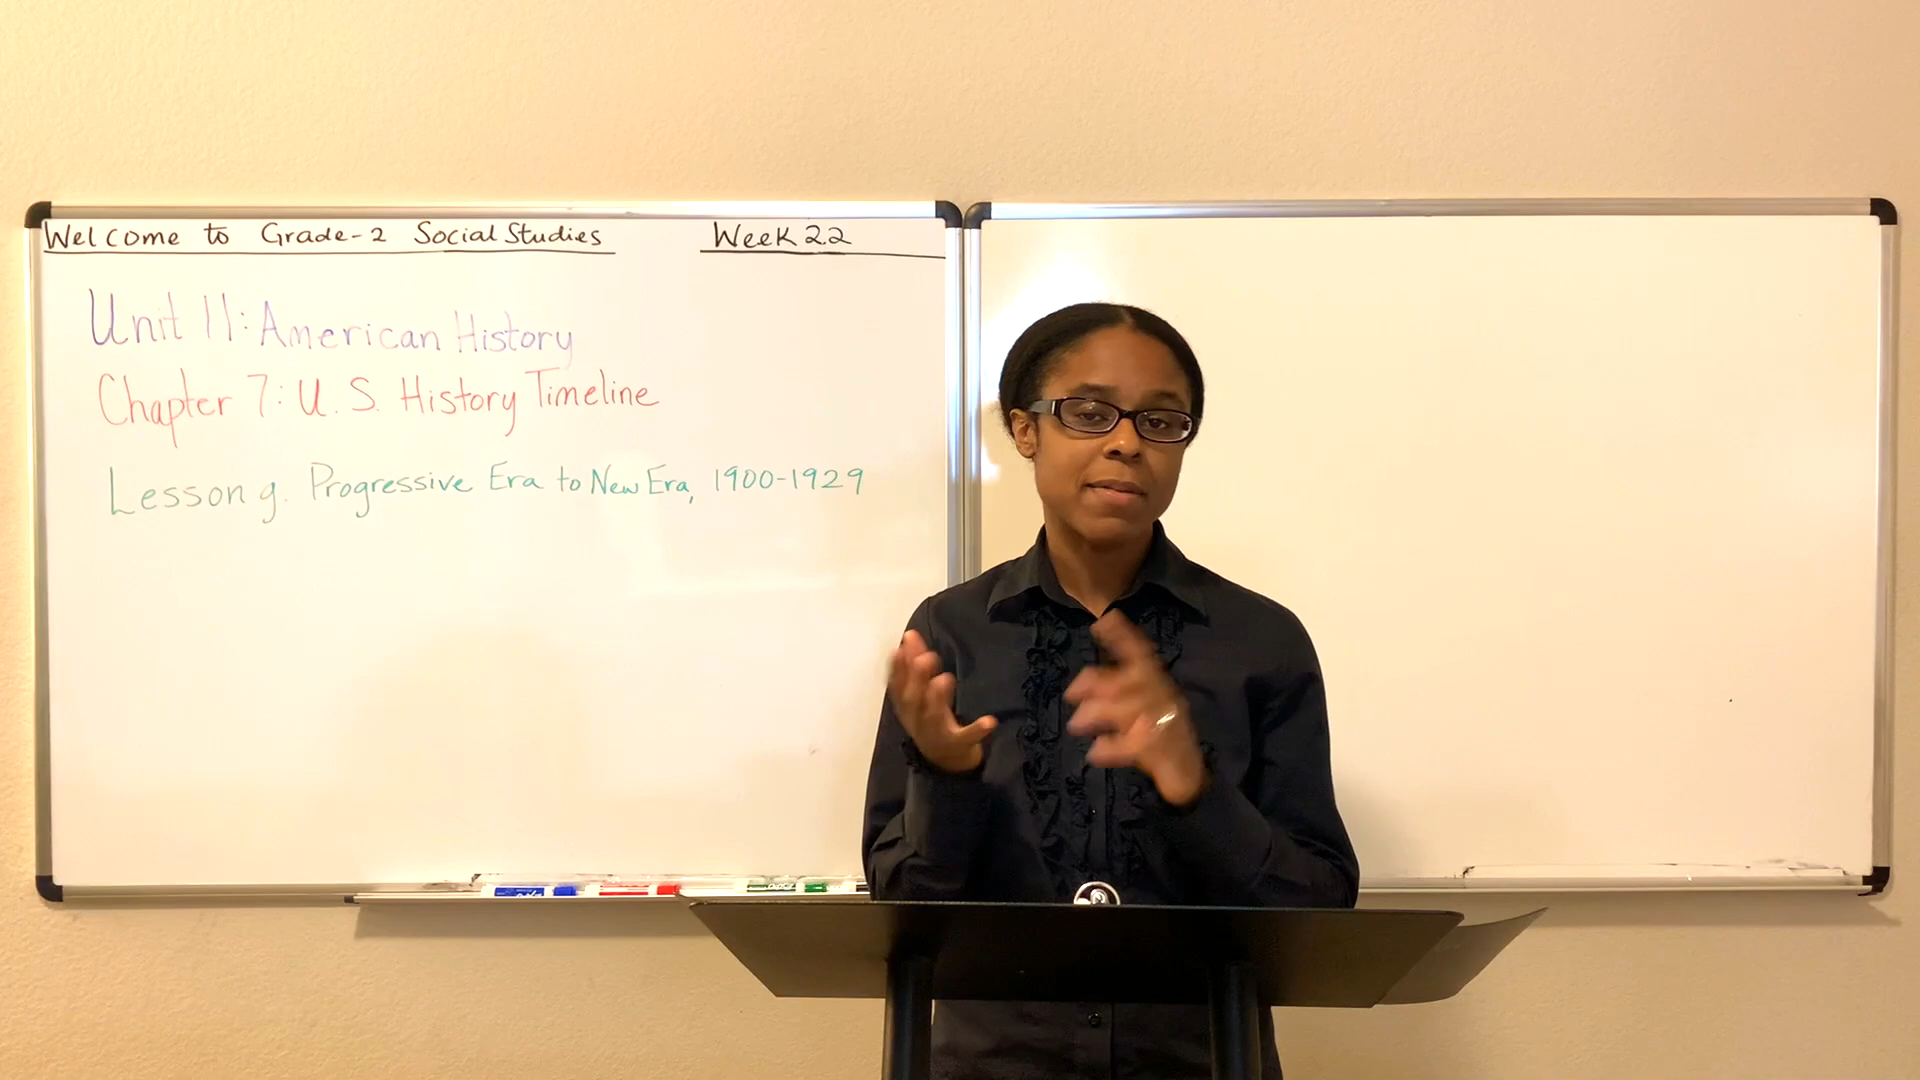 Welcome to Grade-2 Social Studies Week 22
Unit 11: American History
Chapter 7: U.S. History Timeline
Lesson g. Progressive Era to New Era, 1900-1929